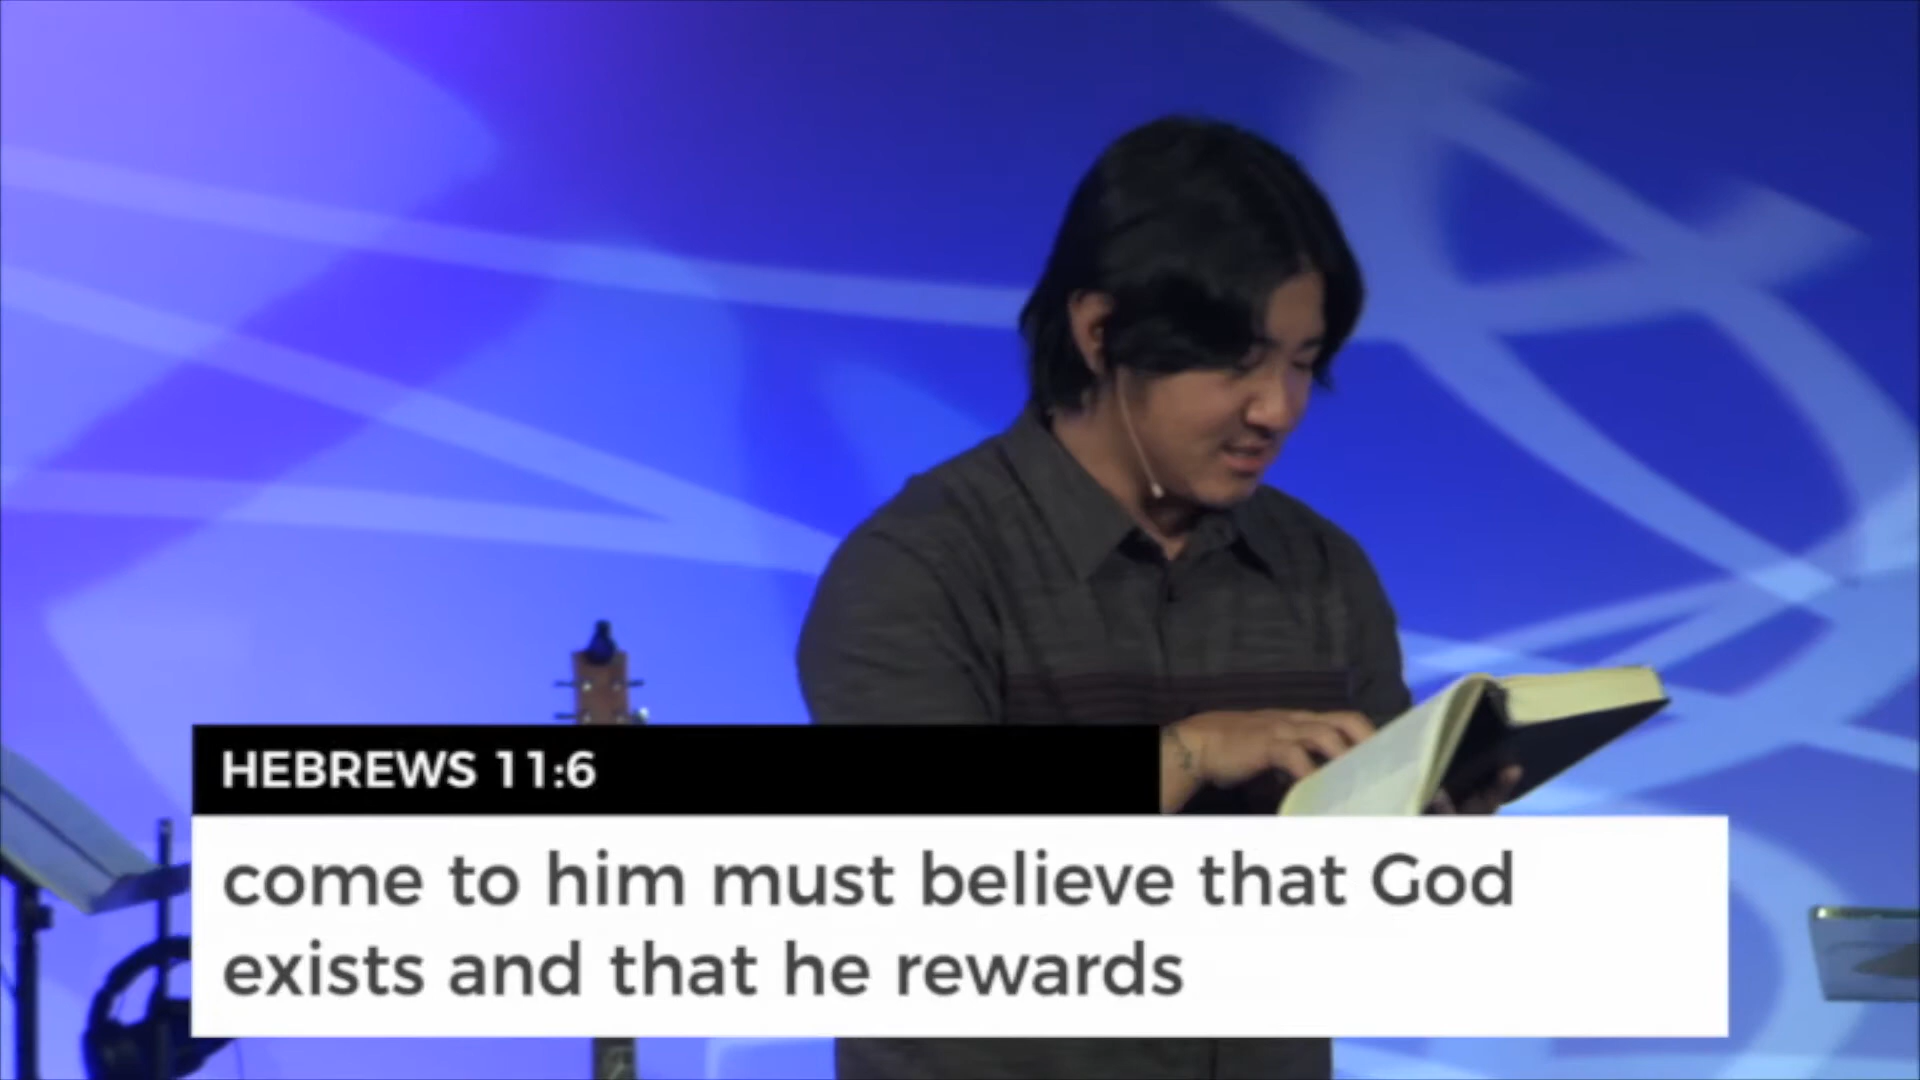 HEBREWS 11:6
come to him must believe that God
exists and that he rewards